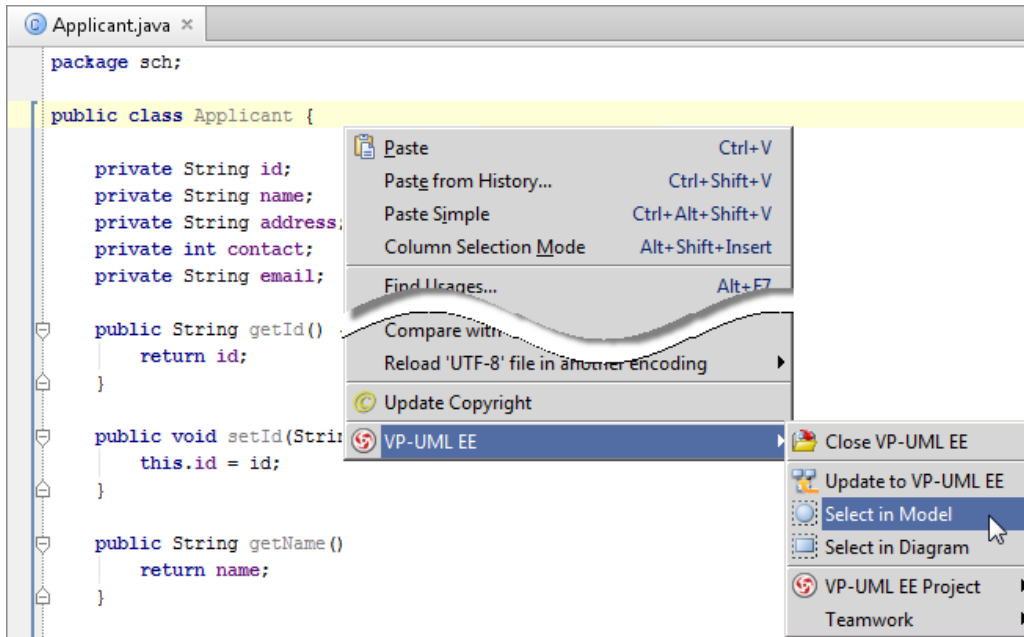 Applicant.java
package sch;
public class Applicant {
private String id;
private String name;
private String address;
private int contact;
private String email;
public String getId()
return id;
}
public void setId(Strin
this.id = id;
}
public String getName()
return name;
}
Paste Ctrl+V
Paste from History... Ctrl+Shift+V
Paste Simple Ctrl+Alt+Shift+V
Column Selection Mode Alt+Shift+Insert
Find Usages... Alt+F7
Compare with
Reload 'UTF-8' file in another encoding
Update Copyright
VP-UML EE
Close VP-UML EE
Update to VP-UML EE
Select in Model
Select in Diagram
VP-UML EE Project
Teamwork